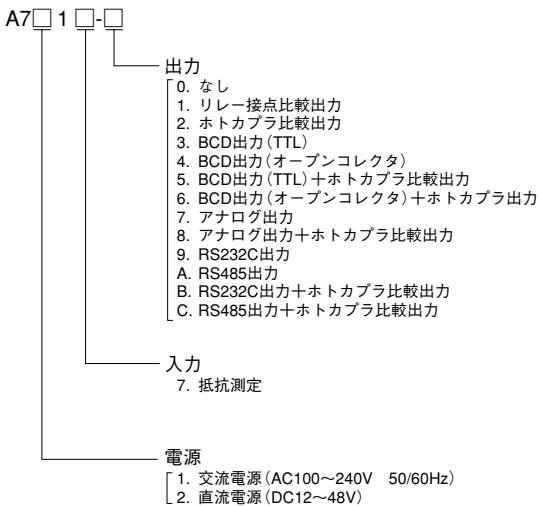 A7□ 1 □-□
出力
0. なし
1. リレー接点比較出力
2. ホトカプラ比較出力
3. BCD出力（TTL）
4. BCD出力（オープンコレクタ）
5. BCD出力（TTL）＋ホトカプラ比較出力
6. BCD出力（オープンコレクタ）＋ホトカプラ出力
7. アナログ出力
8. アナログ出力＋ホトカプラ比較出力
9. RS232C出力
A. RS485出力
B. RS232C出力＋ホトカプラ比較出力
C. RS485出力＋ホトカプラ比較出力
入力
7. 抵抗測定
電源
1. 交流電源（AC100〜240V　50/60Hz）
2. 直流電源（DC12〜48V）